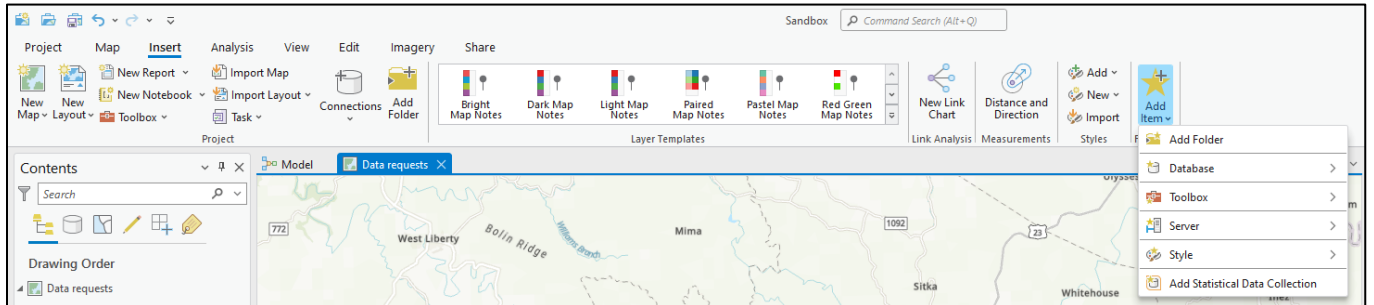 Sandbox
Command Search (Alt+Q)
Project Map Insert Analysis View Edit Imagery Share
New Map
New Layout
New Report
New Notebook
Toolbox
Import Map
Import Layout
Task
Connections
Add Folder
Bright Map Notes
Dark Map Notes
Light Map Notes
Paired Map Notes
Pastel Map Notes
Red Green Map Notes
New Link Chart
Distance and Direction
Add
New
Import
Add Item
Project
Layer Templates
Link Analysis
Measurements
Styles
Add Folder
Database
Toolbox
Server
Style
Add Statistical Data Collection
Contents
Search
Drawing Order
Data requests
Model
Data requests
772
West Liberty
Bolin Ridge
Williams Branch
Mima
1092
23
Sitka
Whitehouse